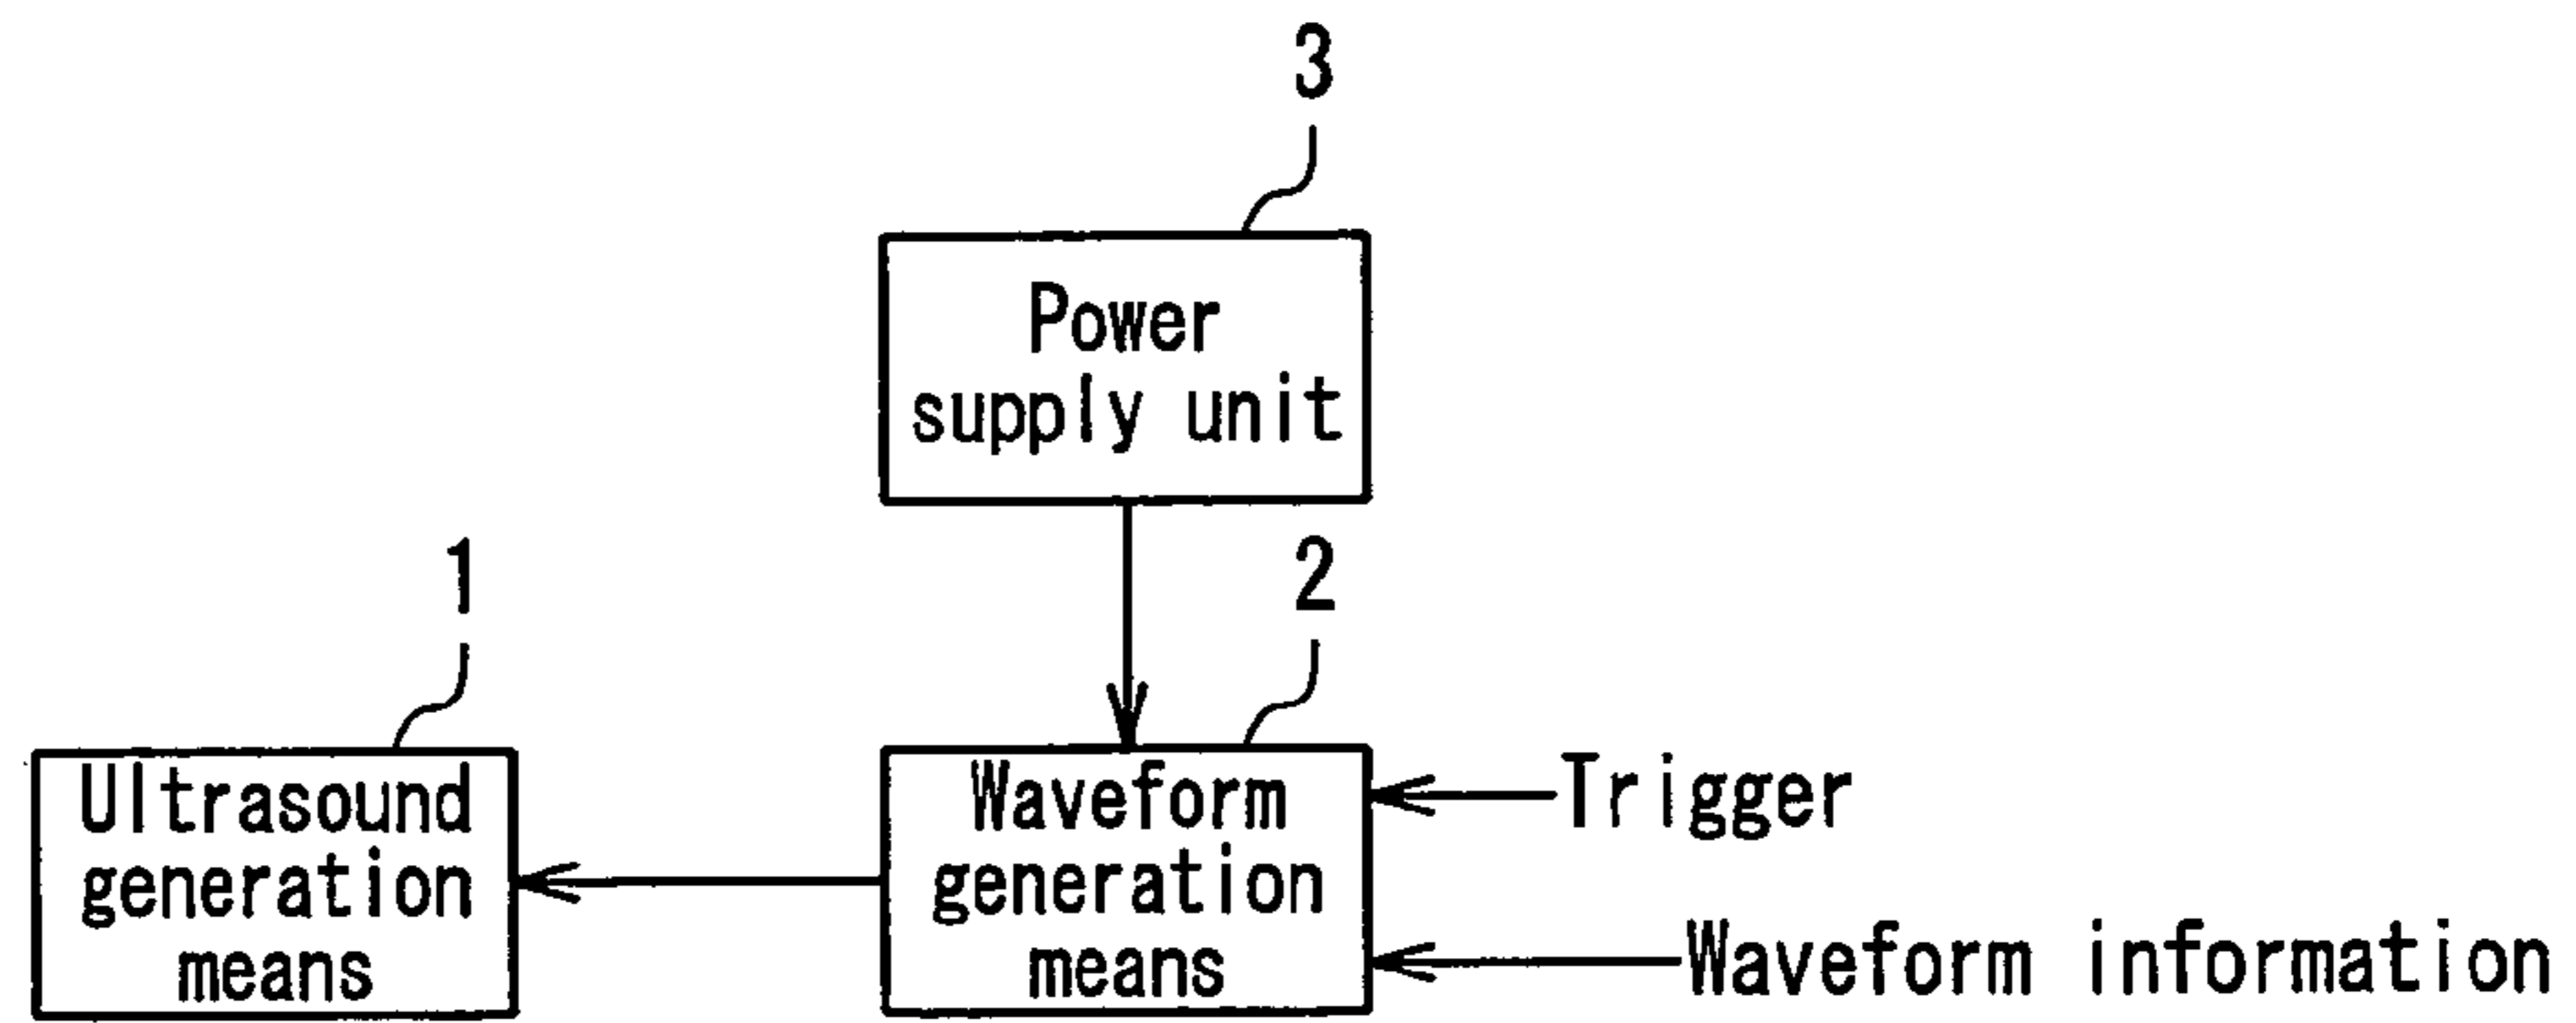 3
Power
supply unit
1
2
Ultrasound
generation
means
Waveform
generation
means
Trigger
Waveform information